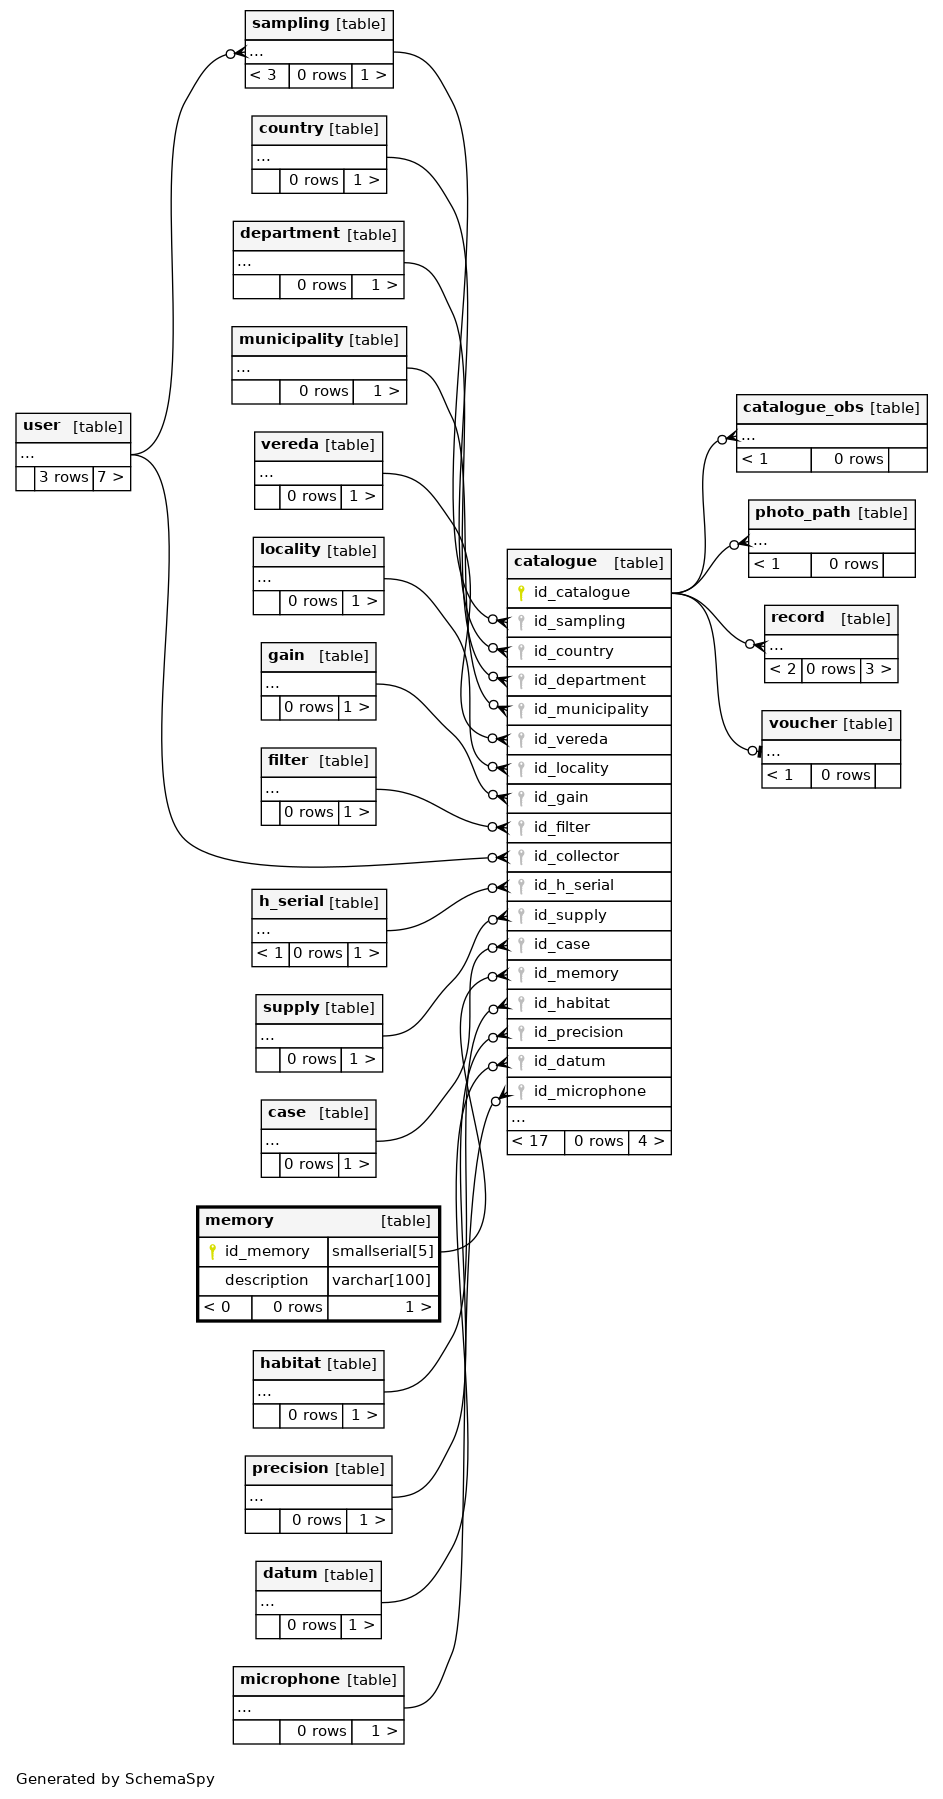 sampling [table]
...
< 3 0 rows 1 >
country [table]
...
0 rows 1 >
department [table]
...
0 rows 1 >
municipality [table]
...
0 rows 1 >
user [table]
...
3 rows 7 >
vereda [table]
...
0 rows 1 >
locality [table]
...
0 rows 1 >
gain [table]
...
0 rows 1 >
filter [table]
...
0 rows 1 >
h_serial [table]
...
< 1 0 rows 1 >
supply [table]
...
0 rows 1 >
case [table]
...
0 rows 1 >
memory [table]
id_memory smallserial[5]
description varchar[100]
< 0 0 rows 1 >
habitat [table]
...
0 rows 1 >
precision [table]
...
0 rows 1 >
datum [table]
...
0 rows 1 >
microphone [table]
...
0 rows 1 >
catalogue [table]
id_catalogue
id_sampling
id_country
id_department
id_municipality
id_vereda
id_locality
id_gain
id_filter
id_collector
id_h_serial
id_supply
id_case
id_memory
id_habitat
id_precision
id_datum
id_microphone
...
< 17 0 rows 4 >
catalogue_obs [table]
...
< 1 0 rows
photo_path [table]
...
< 1 0 rows
record [table]
...
< 2 0 rows 3 >
voucher [table]
...
< 1 0 rows
Generated by SchemaSpy